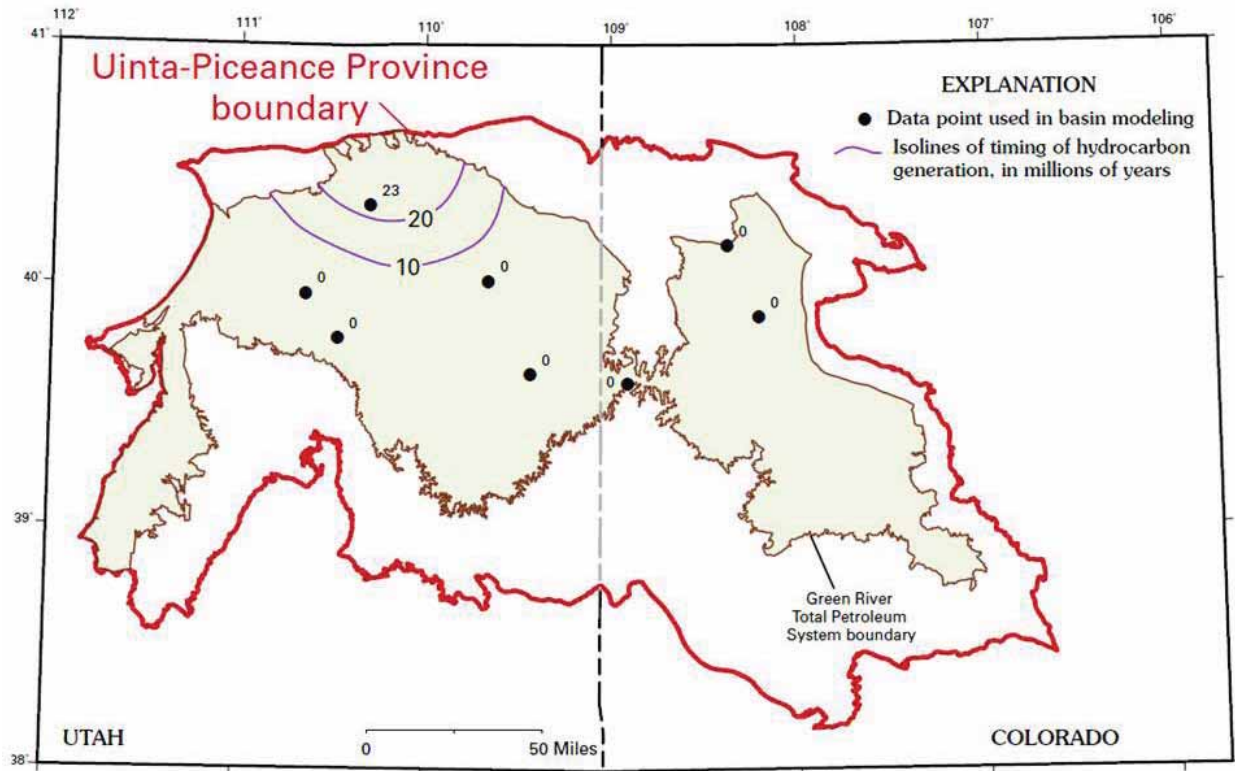 112°
111°
110°
109°
108°
107°
106°
41°
Uinta-Piceance Province
boundary
EXPLANATION
Data point used in basin modeling
Isolines of timing of hydrocarbon
generation, in millions of years
23
20
10
0
0
0
0
0
0
0
40°
39°
Green River
Total Petroleum
System boundary
UTAH
0
50 Miles
COLORADO
38°